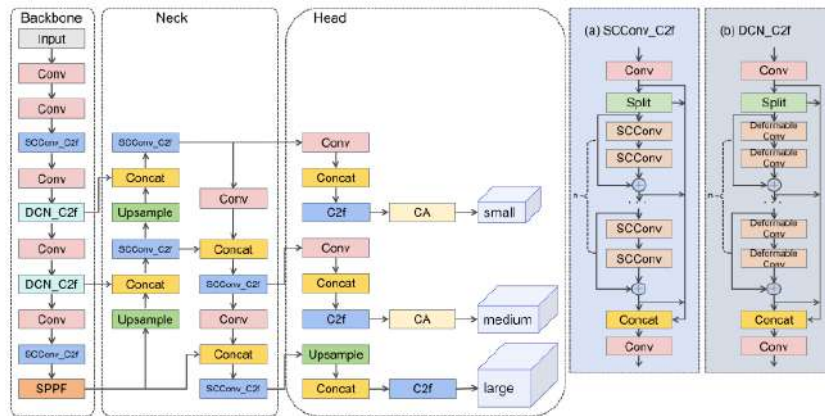 Backbone
Input
Conv
Conv
SCConv_C2f
Conv
DCN_C2f
Conv
DCN_C2f
Conv
SCConv_C2f
SPPF
Neck
SCConv_C2f
Concat
Upsample
SCConv_C2f
Concat
Upsample
Conv
Concat
SCConv_C2f
Conv
Concat
SCConv_C2f
Head
Conv
Concat
C2f
CA
small
Conv
Concat
C2f
CA
medium
Upsample
Concat
C2f
large
(a) SCConv_C2f
Conv
Split
SCConv
SCConv
n
+
...
SCConv
SCConv
+
Concat
Conv
(b) DCN_C2f
Conv
Split
Deformable
Conv
Deformable
Conv
n
+
...
Deformable
Conv
Deformable
Conv
+
Concat
Conv